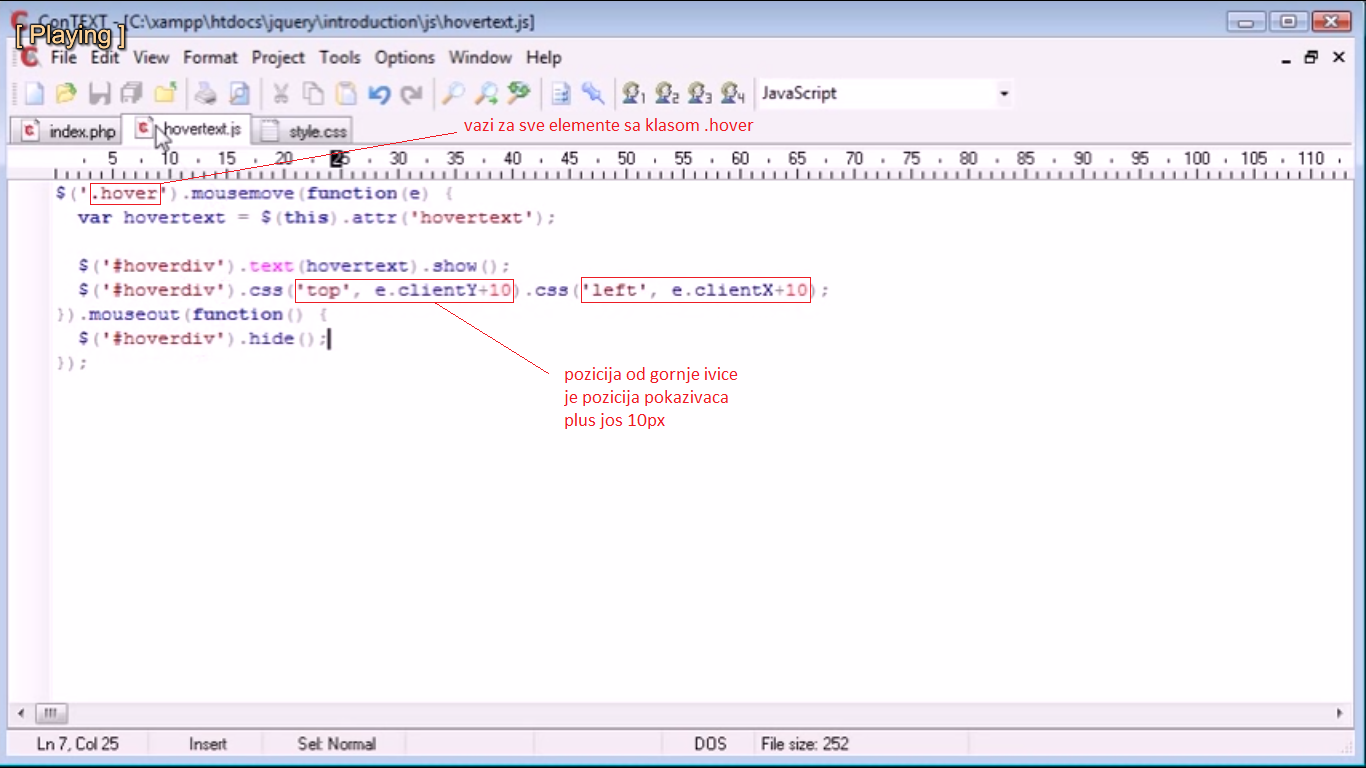 ConTEXT - [C:\xampp\htdocs\jquery\introduction\js\hovertext.js]
[ Playing ]
File Edit View Format Project Tools Options Window Help
1 2 3 4 JavaScript
index.php hovertext.js style.css
vazi za sve elemente sa klasom .hover
5 10 15 20 25 30 35 40 45 50 55 60 65 70 75 80 85 90 95 100 105 110
$('.hover').mousemove(function(e) {
var hovertext = $(this).attr('hovertext');
$('#hoverdiv').text(hovertext).show();
$('#hoverdiv').css('top', e.clientY+10).css('left', e.clientX+10);
}).mouseout(function() {
$('#hoverdiv').hide();
});
pozicija od gornje ivice
je pozicija pokazivaca
plus jos 10px
Ln 7, Col 25 Insert Sel: Normal DOS File size: 252